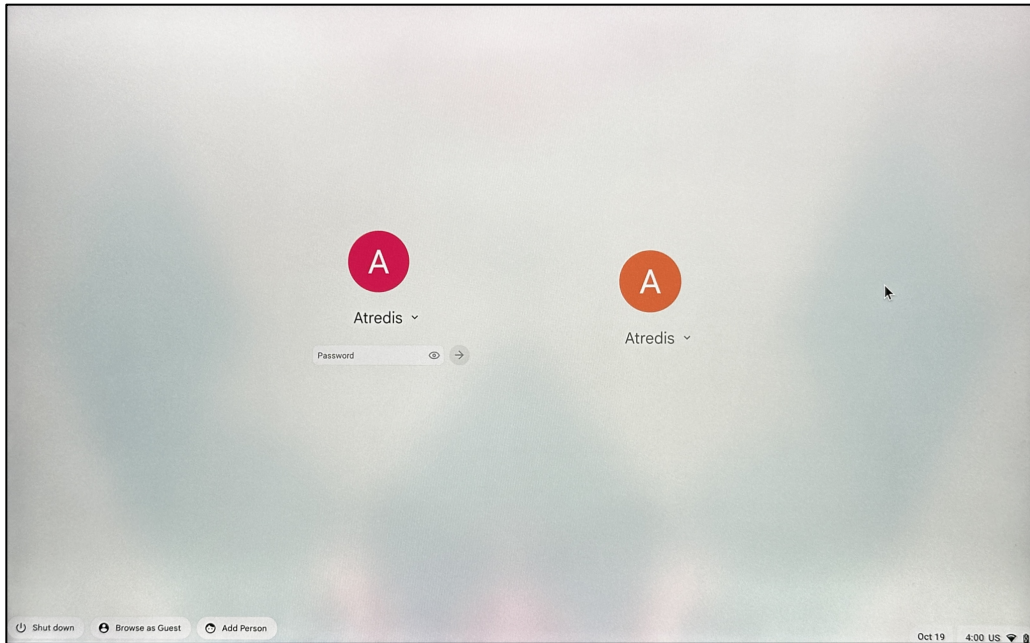 A
Atredis
Password
A
Atredis
Shut down
Browse as Guest
Add Person
Oct 19
4:00 US